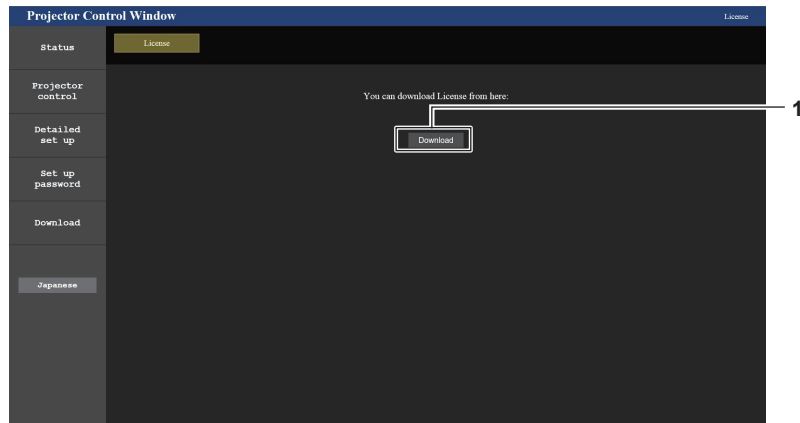 Projector Control Window
License
Status
License
Projector
control
You can download License from here:
1
Download
Detailed
set up
Set up
password
Download
Japanese